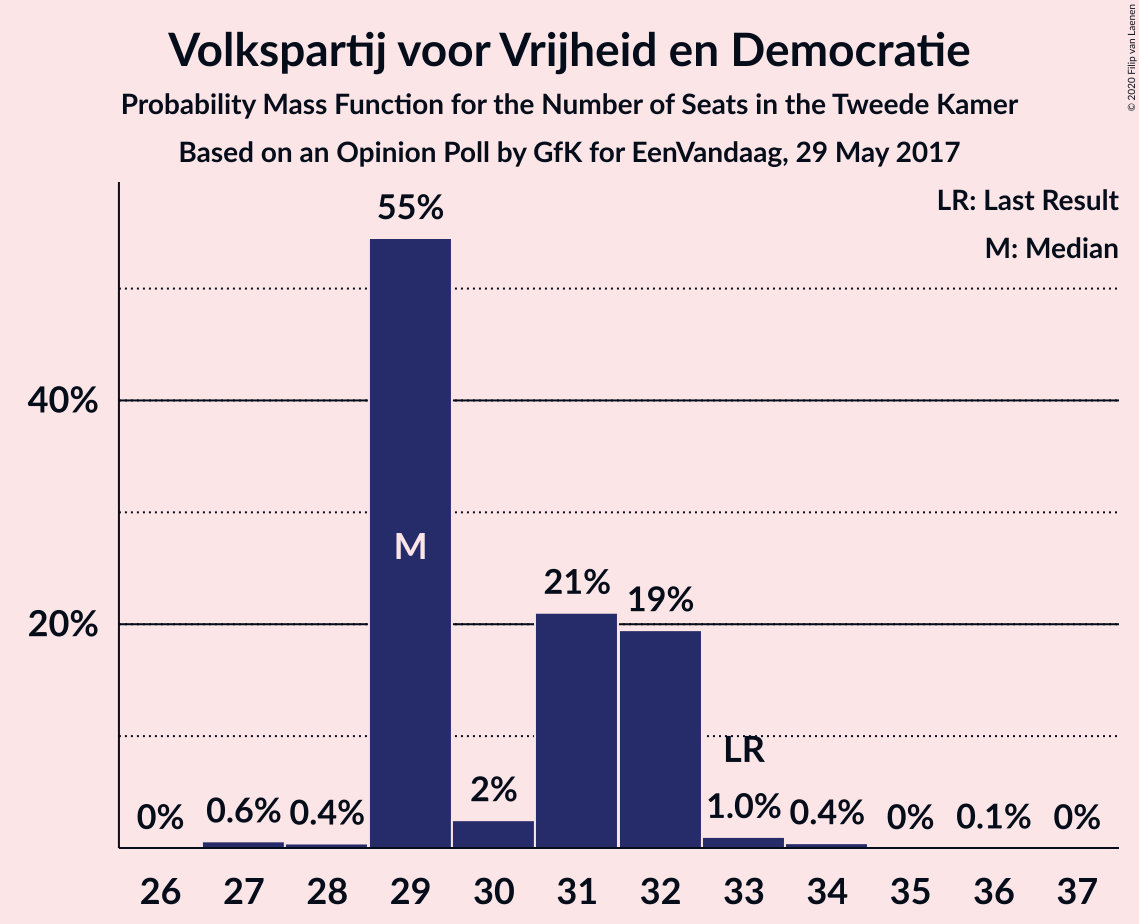 Volkspartij voor Vrijheid en Democratie
Probability Mass Function for the Number of Seats in the Tweede Kamer
Based on an Opinion Poll by GfK for EenVandaag, 29 May 2017
© 2020 Filip van Laenen
LR: Last Result
M: Median
55%
40%
M
21%
19%
20%
LR
2%
0% 0.6% 0.4% 1.0% 0.4% 0% 0.1% 0%
26 27 28 29 30 31 32 33 34 35 36 37